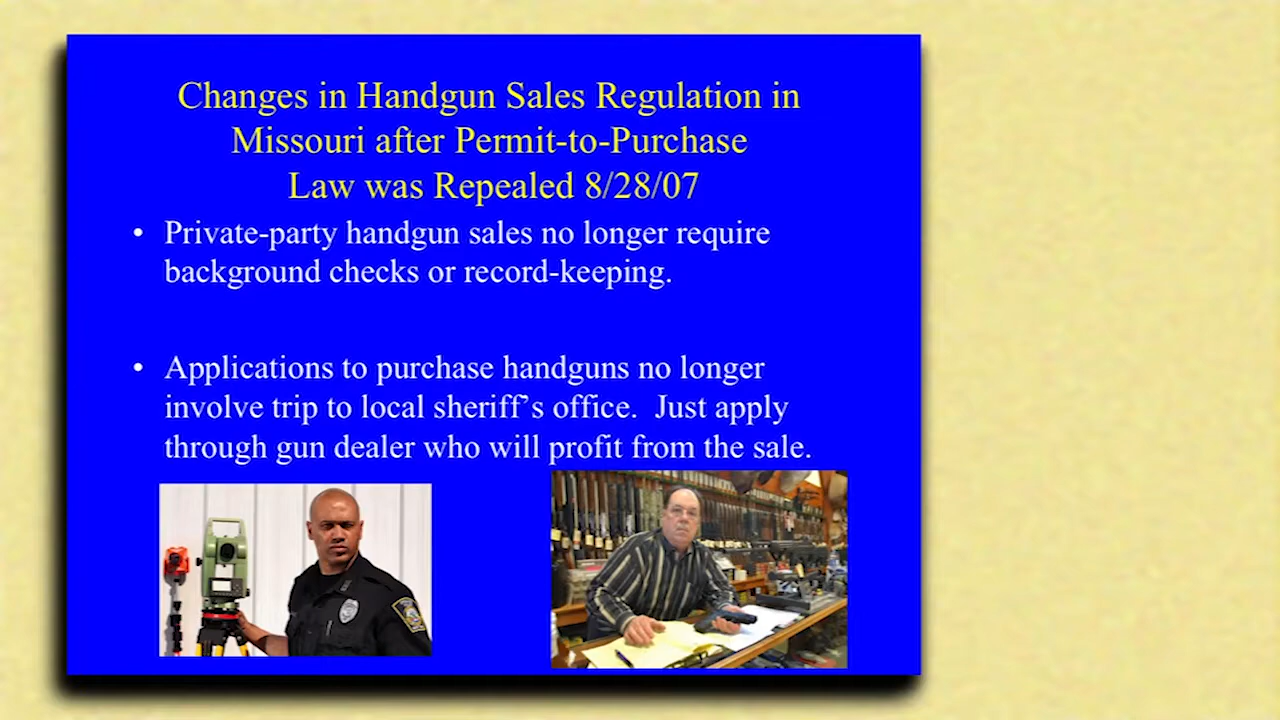 Changes in Handgun Sales Regulation in
Missouri after Permit-to-Purchase
Law was Repealed 8/28/07
• Private-party handgun sales no longer require
background checks or record-keeping.
• Applications to purchase handguns no longer
involve trip to local sheriff’s office.  Just apply
through gun dealer who will profit from the sale.